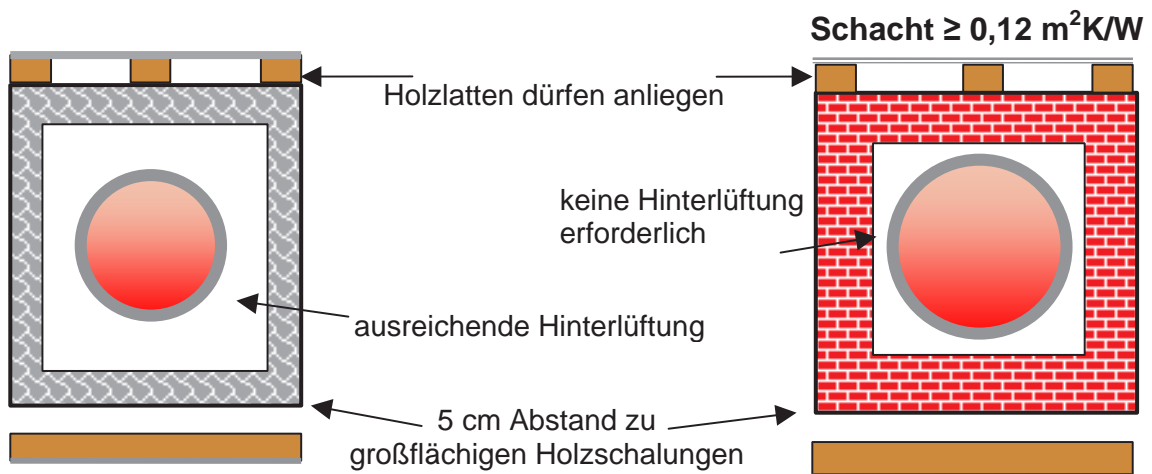 Schacht ≥ 0,12 m²K/W
Holzlatten dürfen anliegen
keine Hinterlüftung
erforderlich
ausreichende Hinterlüftung
5 cm Abstand zu
großflächigen Holzschalungen